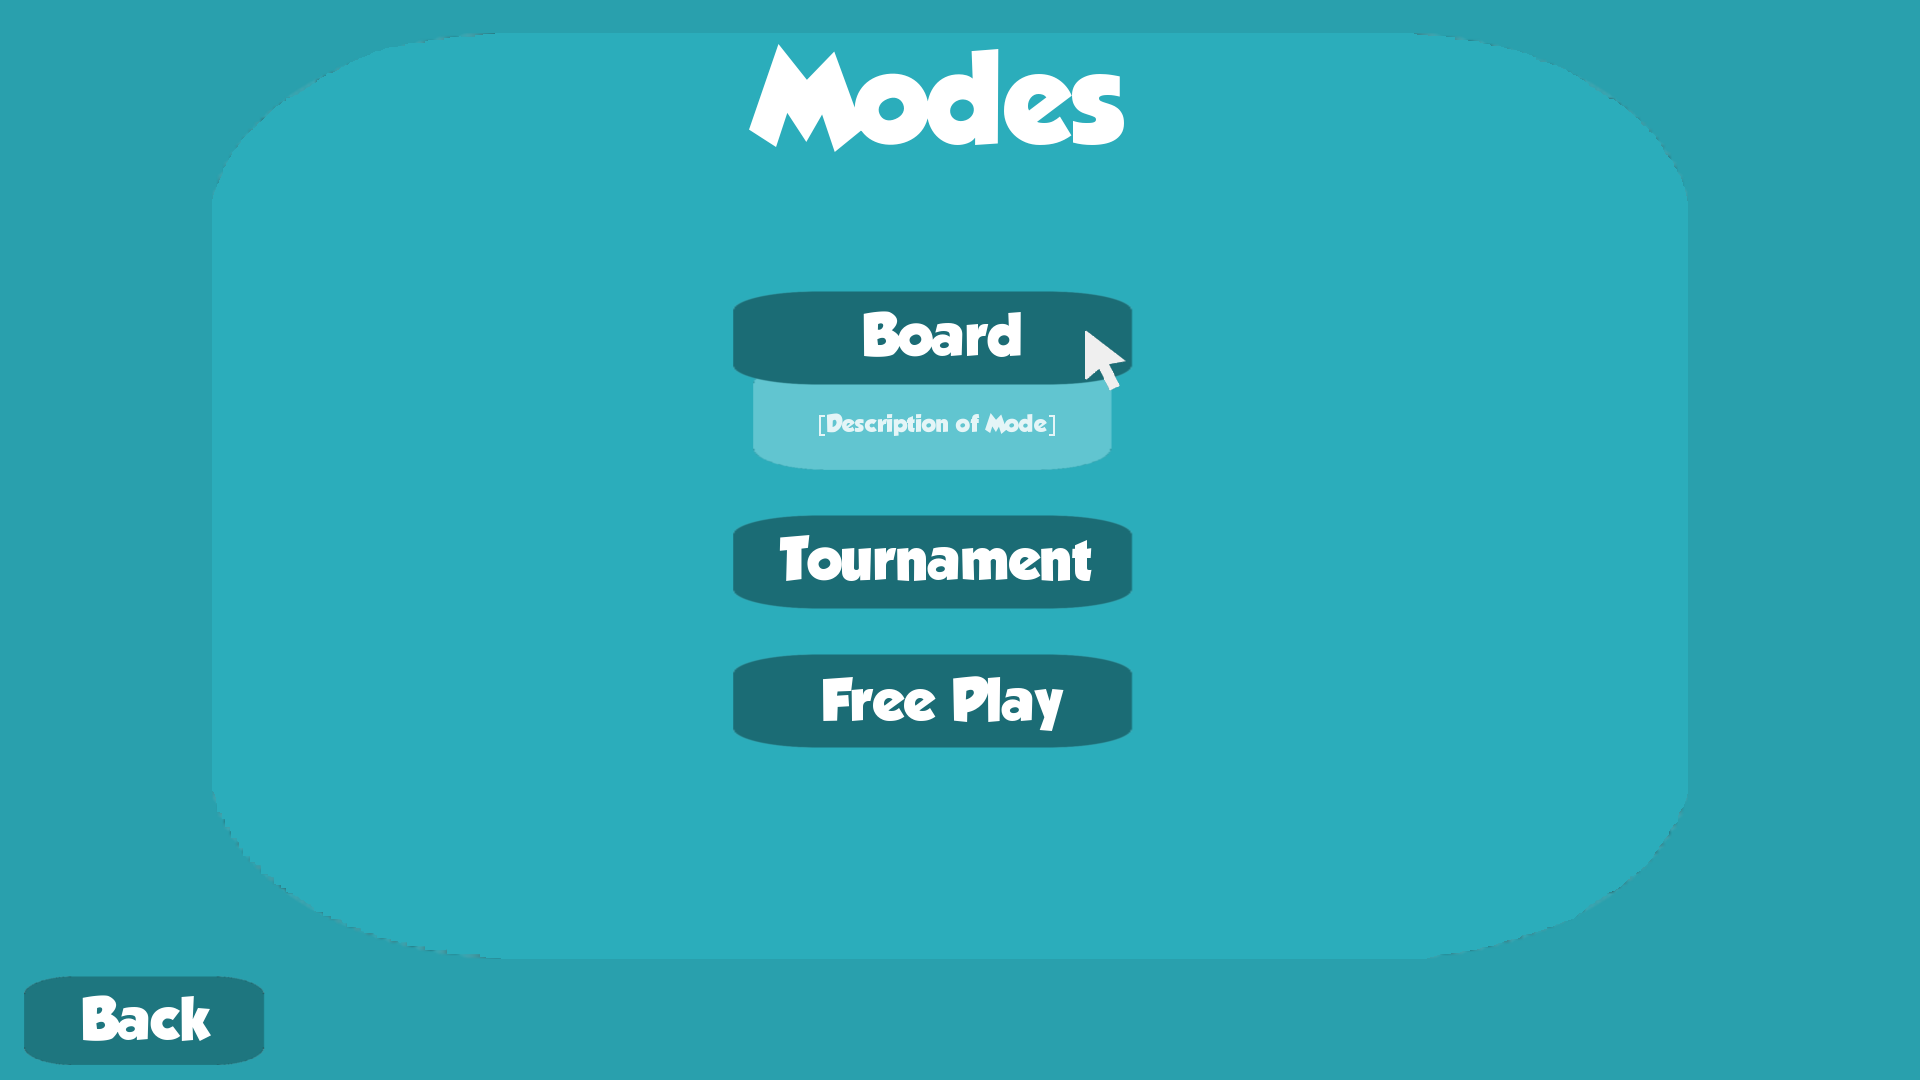 Modes
Board
[Description of Mode]
Tournament
Free Play
Back